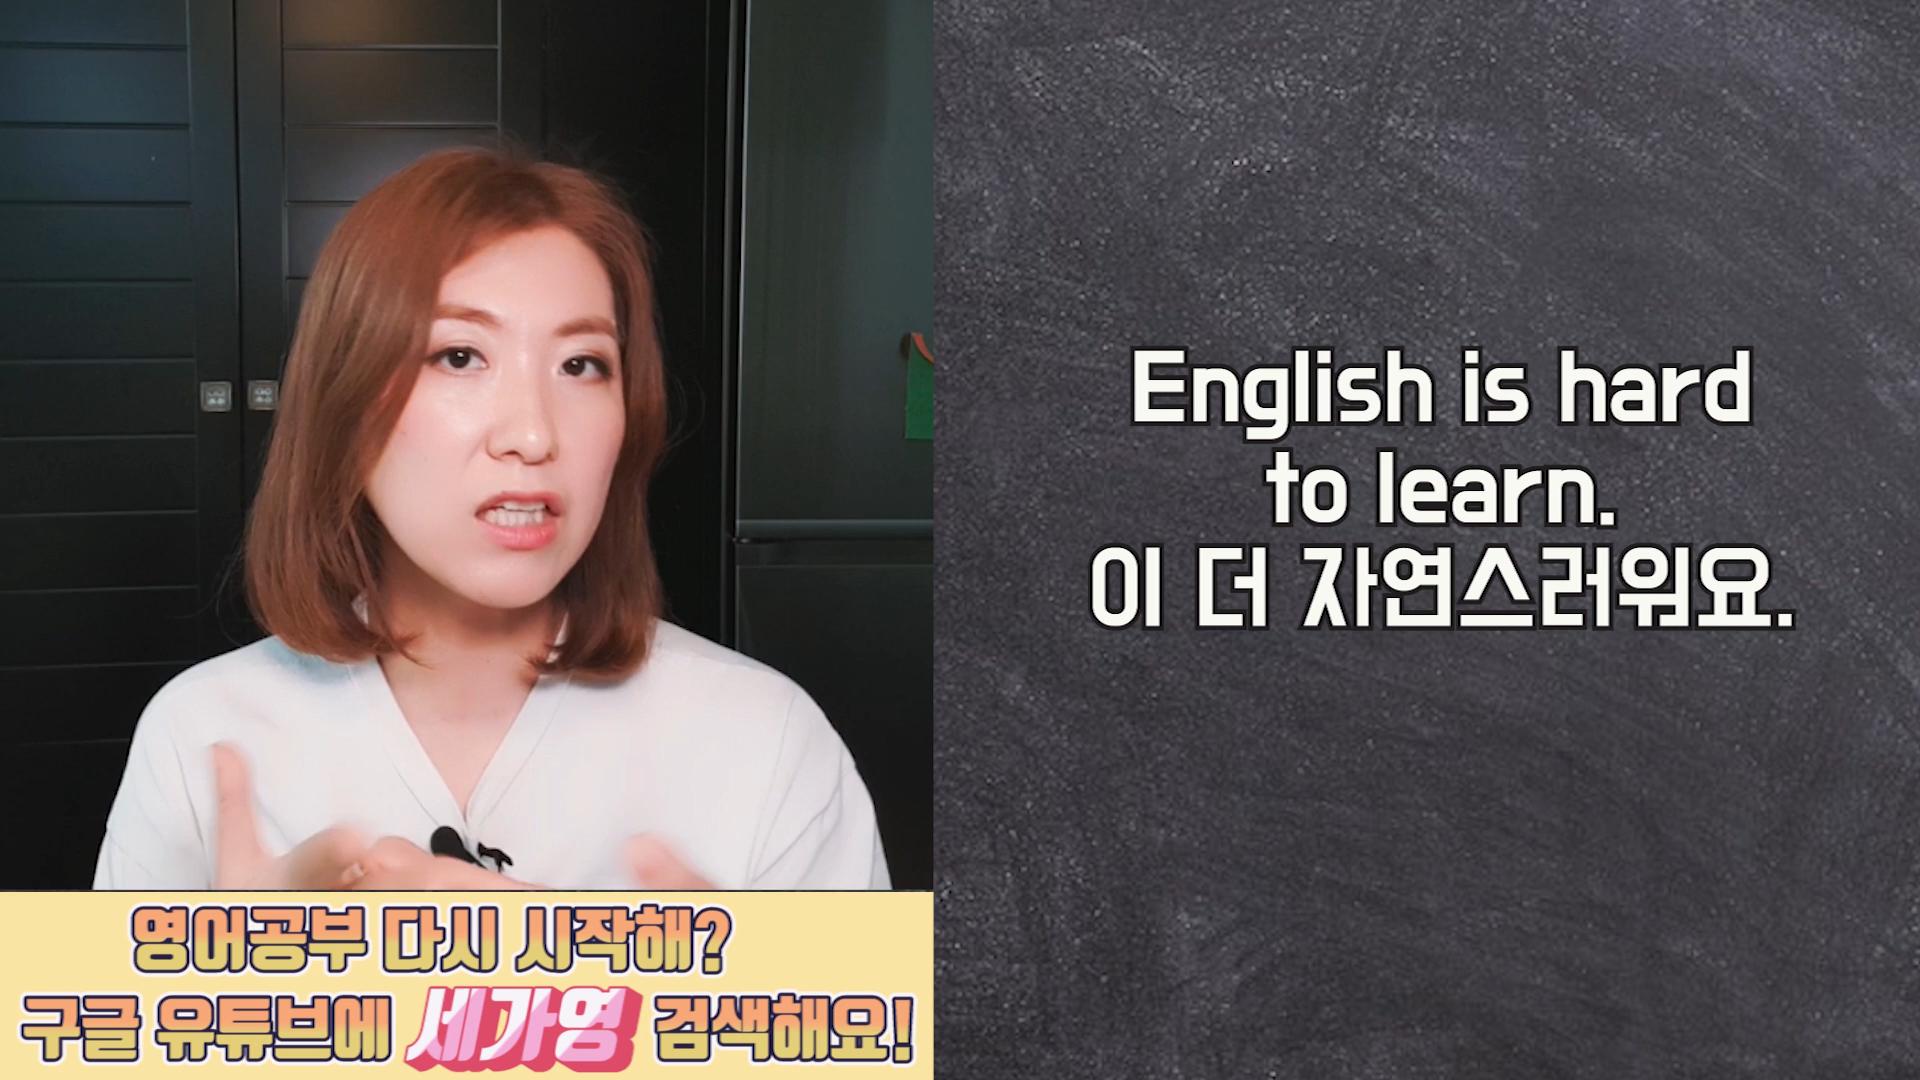 English is hard
to learn.
이 더 자연스러워요.
영어공부 다시 시작해?
구글 유튜브에 세가영 검색해요!